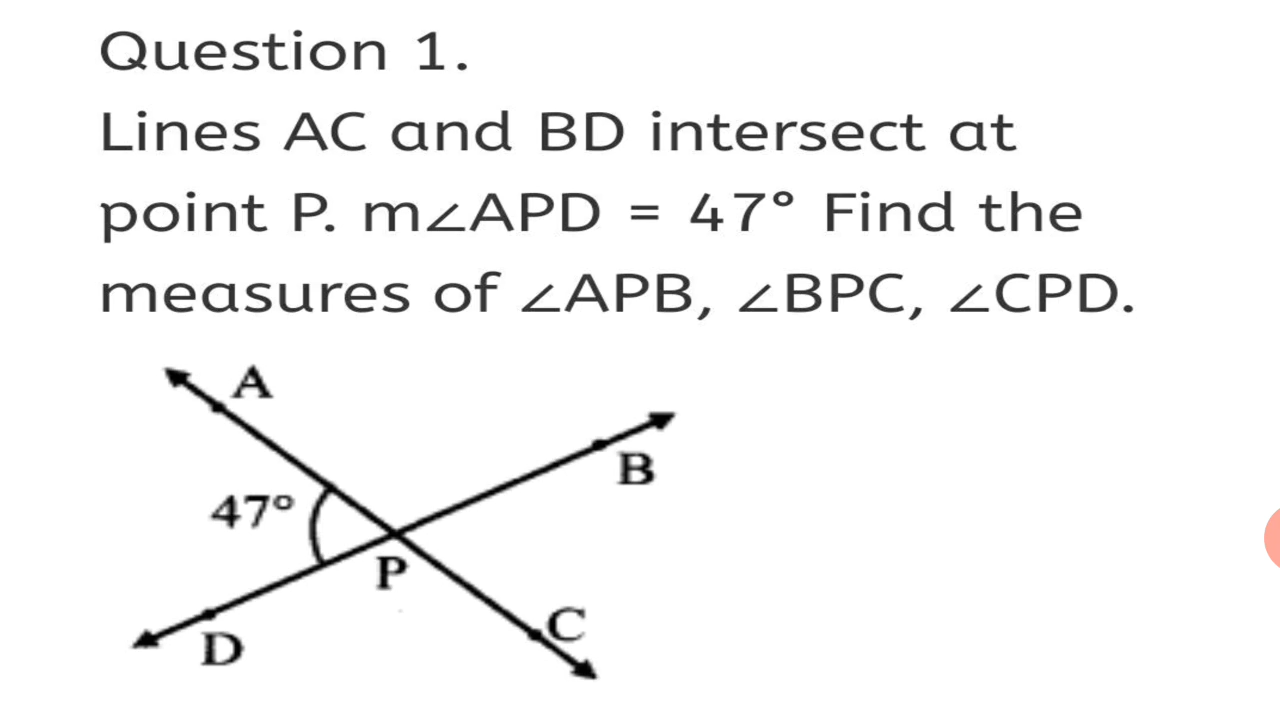 Question 1.
Lines AC and BD intersect at
point P. m∠APD = 47° Find the
measures of ∠APB, ∠BPC, ∠CPD.
A
B
47°
P
C
D